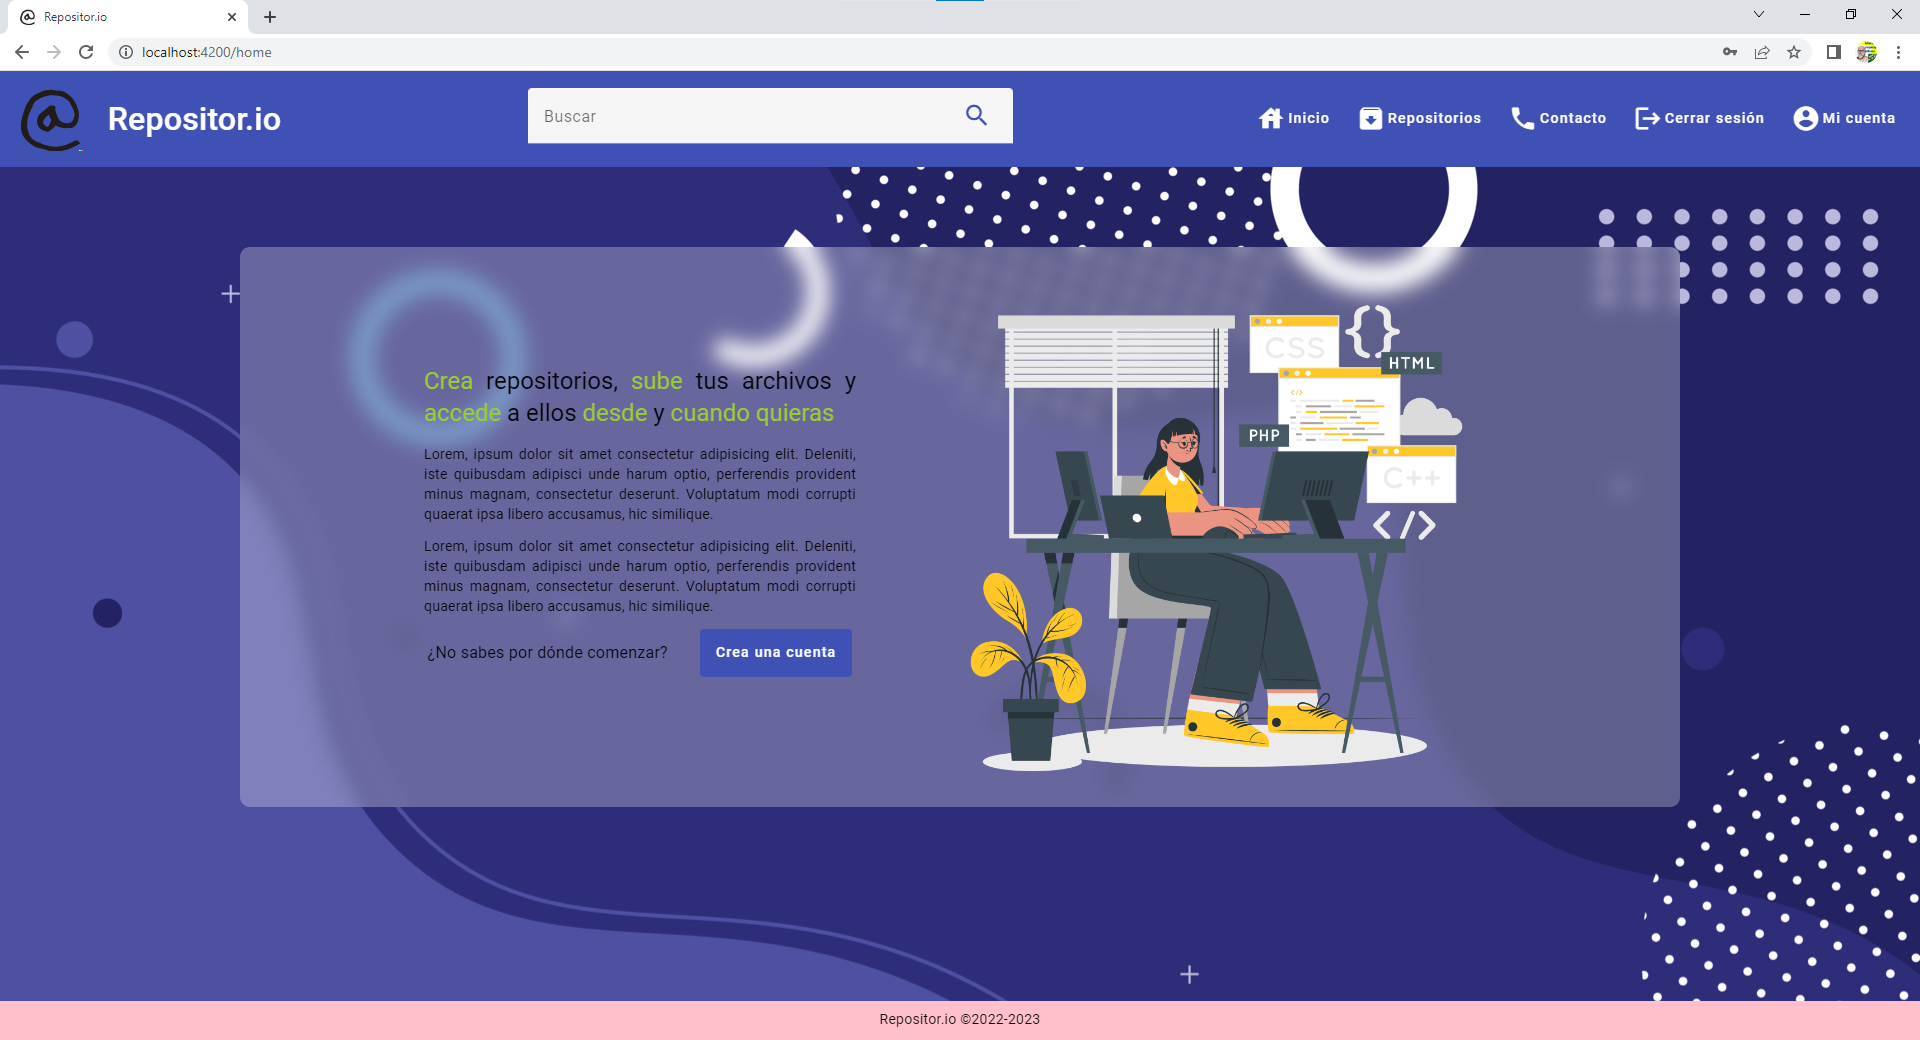 Repositor.io
localhost:4200/home
Repositor.io
Buscar
Inicio
Repositorios
Contacto
Cerrar sesión
Mi cuenta
Crea repositorios, sube tus archivos y
accede a ellos desde y cuando quieras
Lorem, ipsum dolor sit amet consectetur adipisicing elit. Deleniti,
iste quibusdam adipisci unde harum optio, perferendis provident
minus magnam, consectetur deserunt. Voluptatum modi corrupti
quaerat ipsa libero accusamus, hic similique.
Lorem, ipsum dolor sit amet consectetur adipisicing elit. Deleniti,
iste quibusdam adipisci unde harum optio, perferendis provident
minus magnam, consectetur deserunt. Voluptatum modi corrupti
quaerat ipsa libero accusamus, hic similique.
¿No sabes por dónde comenzar?
Crea una cuenta
CSS
{}
HTML
</>
PHP
C++
</>
Repositor.io ©2022-2023